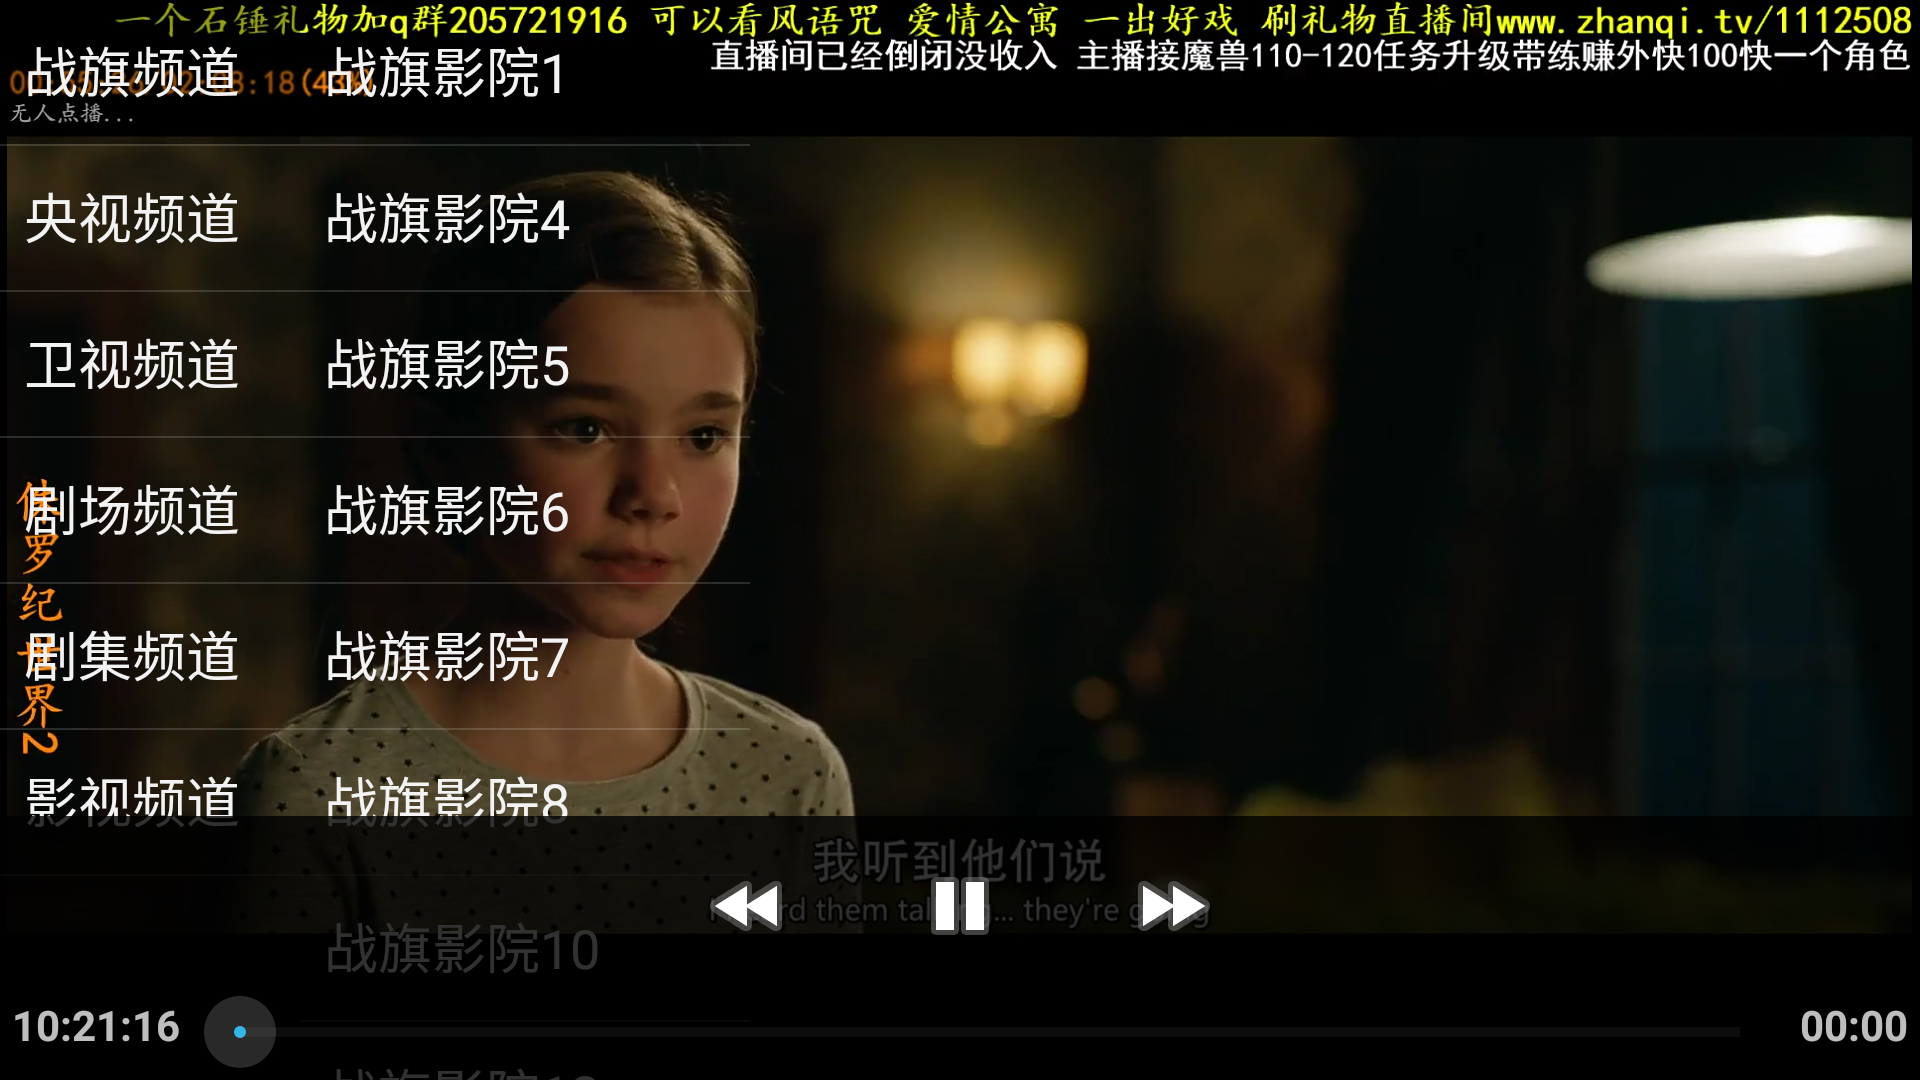 一个石锤礼物加q群205721916 可以看风语咒 爱情公寓 一出好戏 刷礼物直播间www.zhanqi.tv/1112508
直播间已经倒闭没收入 主播接魔兽110-120任务升级带练赚外快100快一个角色
战旗频道 战旗影院1
无人点播...
央视频道 战旗影院4
卫视频道 战旗影院5
剧场频道 战旗影院6
剧集频道 战旗影院7
影视频道 战旗影院8
侏罗纪世界2
我听到他们说
them they're
战旗影院10
10:21:16 00:00